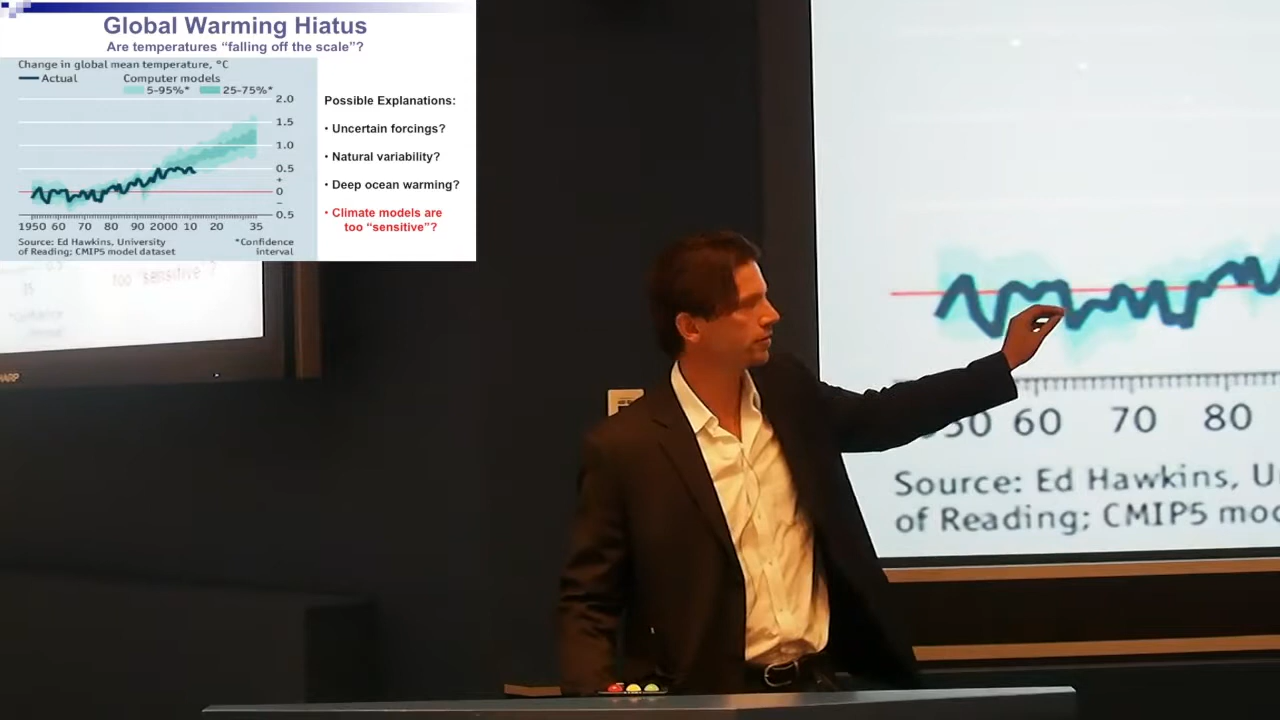 Global Warming Hiatus
Are temperatures “falling off the scale”?
Change in global mean temperature, °C
Actual
Computer models
5-95%* 25-75%*
2.0
1.5
1.0
0.5
+
0
–
0.5
1950 60 70 80 90 2000 10 20 35
Source: Ed Hawkins, University
of Reading; CMIP5 model dataset
*Confidence
interval
Possible Explanations:
• Uncertain forcings?
• Natural variability?
• Deep ocean warming?
• Climate models are
too “sensitive”?
too "sensitive"?
35
60 70 80
Source: Ed Hawkins, U
of Reading; CMIP5 mod